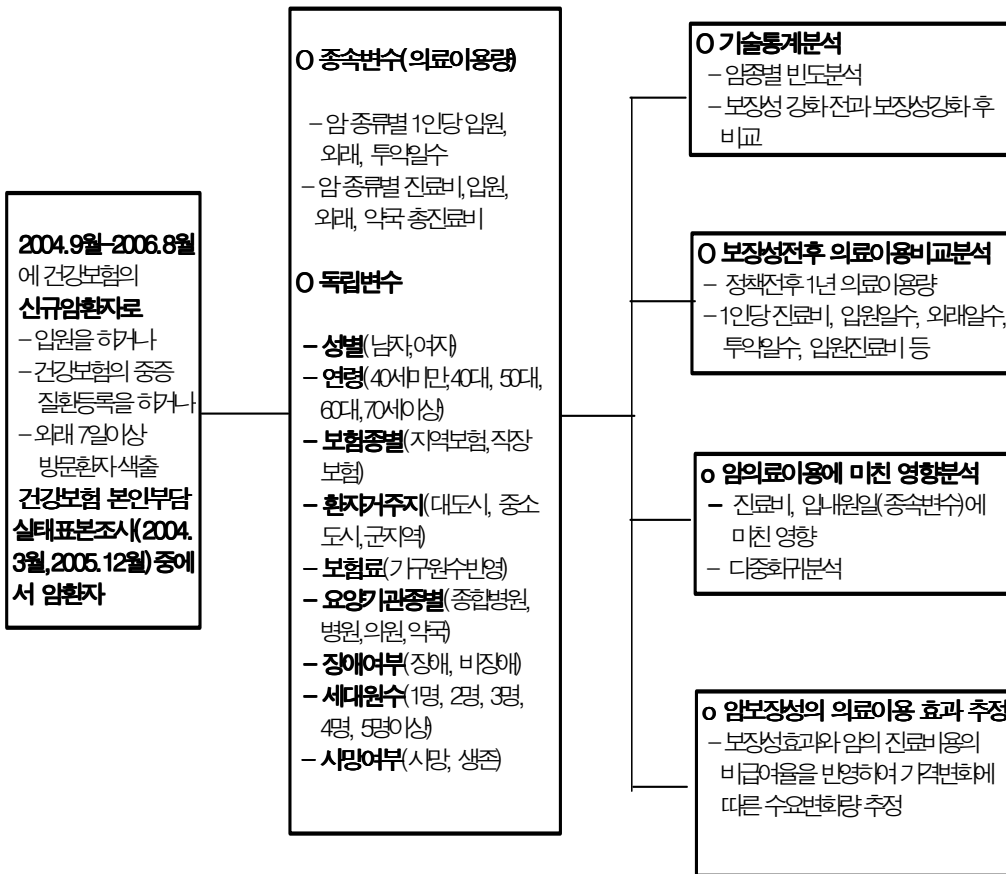 2004.9월-2006.8월
에 건강보험의
신규암환자로
- 입원을 하거나
- 건강보험의 중증
질환등록을 하거나
- 외래 7일이상
방문환자 색출
건강보험 본인부담
실태표본조사(2004.
3월,2005.12월) 중에
서 암환자
O 종속변수(의료이용량)
- 암 종류별 1인당 입원,
외래, 투약일수
- 암 종류별 진료비, 입원,
외래, 약국 총진료비
O 독립변수
- 성별(남자,여자)
- 연령(40세미만,40대, 50대,
60대,70세이상)
- 보험종별(지역보험,직장
보험)
- 환자거주지(대도시, 중소
도시,군지역)
- 보험료(가구원수반영)
- 요양기관종별(종합병원,
병원,의원,약국)
- 장애여부(장애, 비장애)
- 세대원수(1명, 2명, 3명,
4명, 5명이상)
- 사망여부(사망, 생존)
O 기술통계분석
- 암종별 빈도분석
- 보장성 강화 전과 보장성강화 후
비교
O 보장성전후 의료이용비교분석
- 정책전후 1년 의료이용량
- 1인당 진료비, 입원일수, 외래일수,
투약일수, 입원진료비 등
o 암의료이용에 미친 영향분석
- 진료비, 입내원일(종속변수)에
미친 영향
- 다중회귀분석
o 암보장성의 의료이용 효과 추정
- 보장성효과와 암의 진료비용의
비급여율을 반영하여 가격변화에
따른 수요변화량 추정